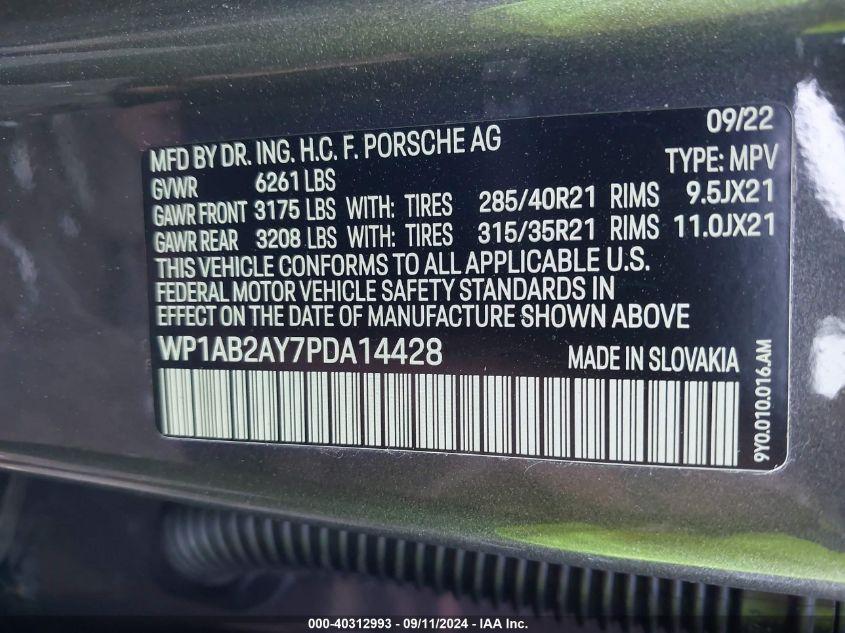 09/22
MFD BY DR. ING. H.C. F. PORSCHE AG
TYPE: MPV
GVWR 6261 LBS
GAWR FRONT 3175 LBS WITH: TIRES 285/40R21 RIMS 9.5JX21
GAWR REAR 3208 LBS WITH: TIRES 315/35R21 RIMS 11.0JX21
THIS VEHICLE CONFORMS TO ALL APPLICABLE U.S.
FEDERAL MOTOR VEHICLE SAFETY STANDARDS IN
EFFECT ON THE DATE OF MANUFACTURE SHOWN ABOVE
WP1AB2AY7PDA14428 MADE IN SLOVAKIA
9Y0.010.016.AM
000-40312993 - 09/11/2024 - IAA Inc.